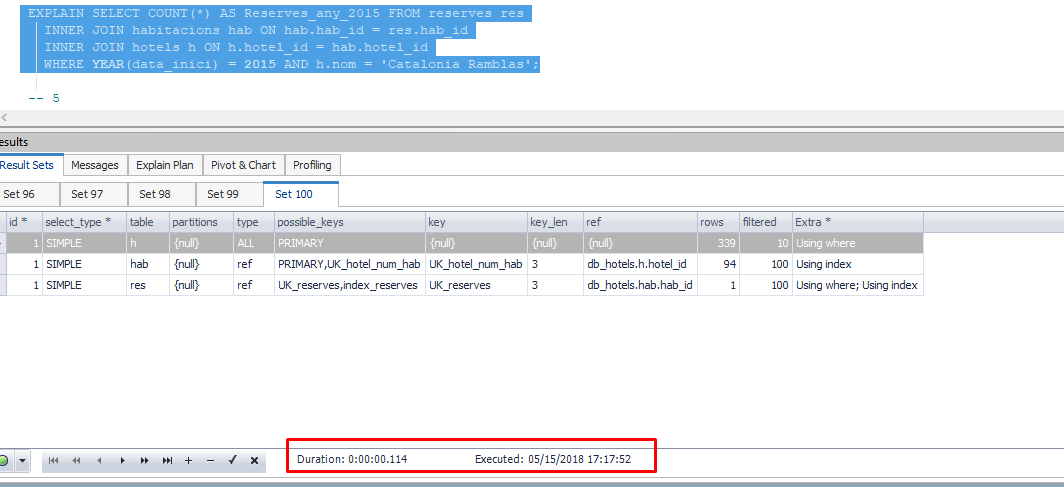 EXPLAIN SELECT COUNT(*) AS Reserves_any_2015 FROM reserves res
INNER JOIN habitacions hab ON hab.hab_id = res.hab_id
INNER JOIN hotels h ON h.hotel_id = hab.hotel_id
WHERE YEAR(data_inici) = 2015 AND h.nom = 'Catalonia Ramblas';
-- 5
esults
Result Sets Messages Explain Plan Pivot & Chart Profiling
Set 96 Set 97 Set 98 Set 99 Set 100
id * select_type * table partitions type possible_keys key key_len ref rows filtered Extra *
1 SIMPLE h {null} ALL PRIMARY {null} {null} {null} 339 10 Using where
1 SIMPLE hab {null} ref PRIMARY,UK_hotel_num_hab UK_hotel_num_hab 3 db_hotels.h.hotel_id 94 100 Using index
1 SIMPLE res {null} ref UK_reserves,index_reserves UK_reserves 3 db_hotels.hab.hab_id 1 100 Using where; Using index
Duration: 0:00:00.114 Executed: 05/15/2018 17:17:52